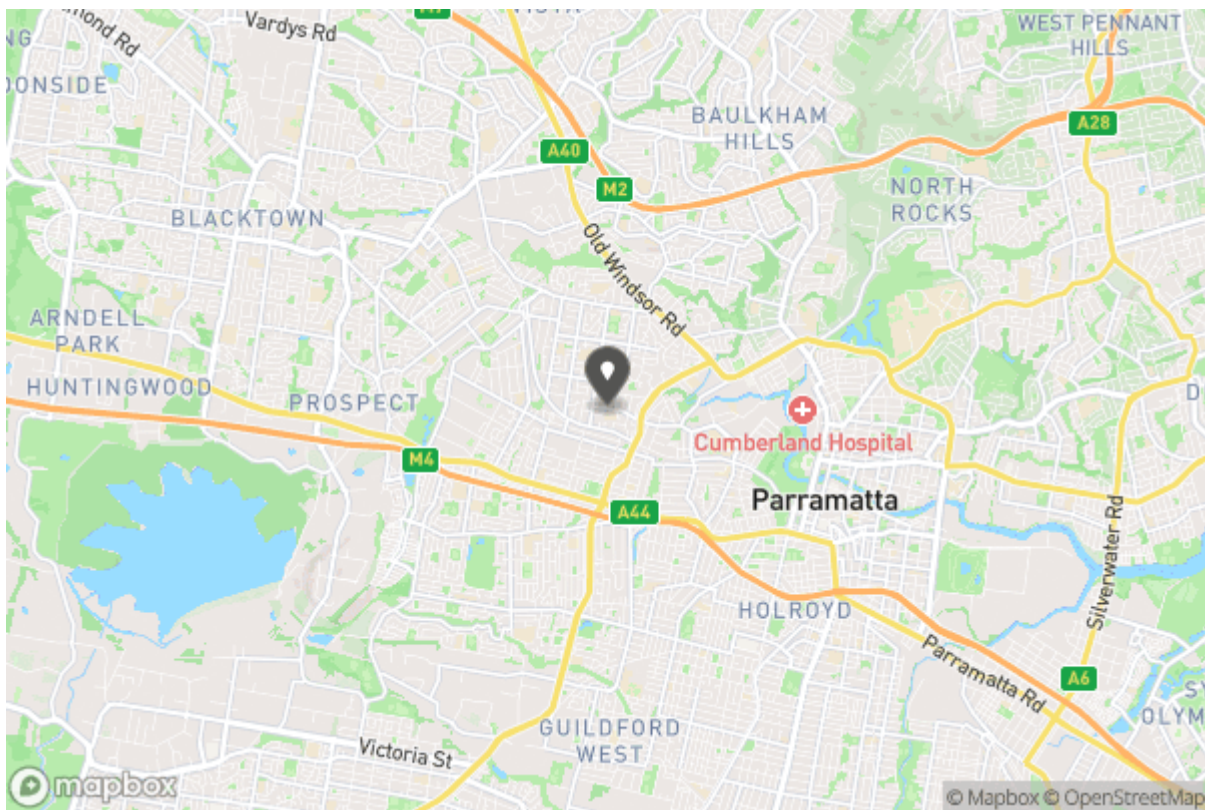 VISTA
Vardys Rd
WEST PENNANT
HILLS
BAULKHAM
HILLS
A28
A40
M2
NORTH
ROCKS
BLACKTOWN
Old Windsor Rd
ARNDELL
PARK
HUNTINGWOOD
PROSPECT
Cumberland Hospital
M4
A44
Parramatta
Silverwater Rd
HOLROYD
Parramatta Rd
A6
GUILDFORD
WEST
Victoria St
mapbox
© Mapbox © OpenStreetMap